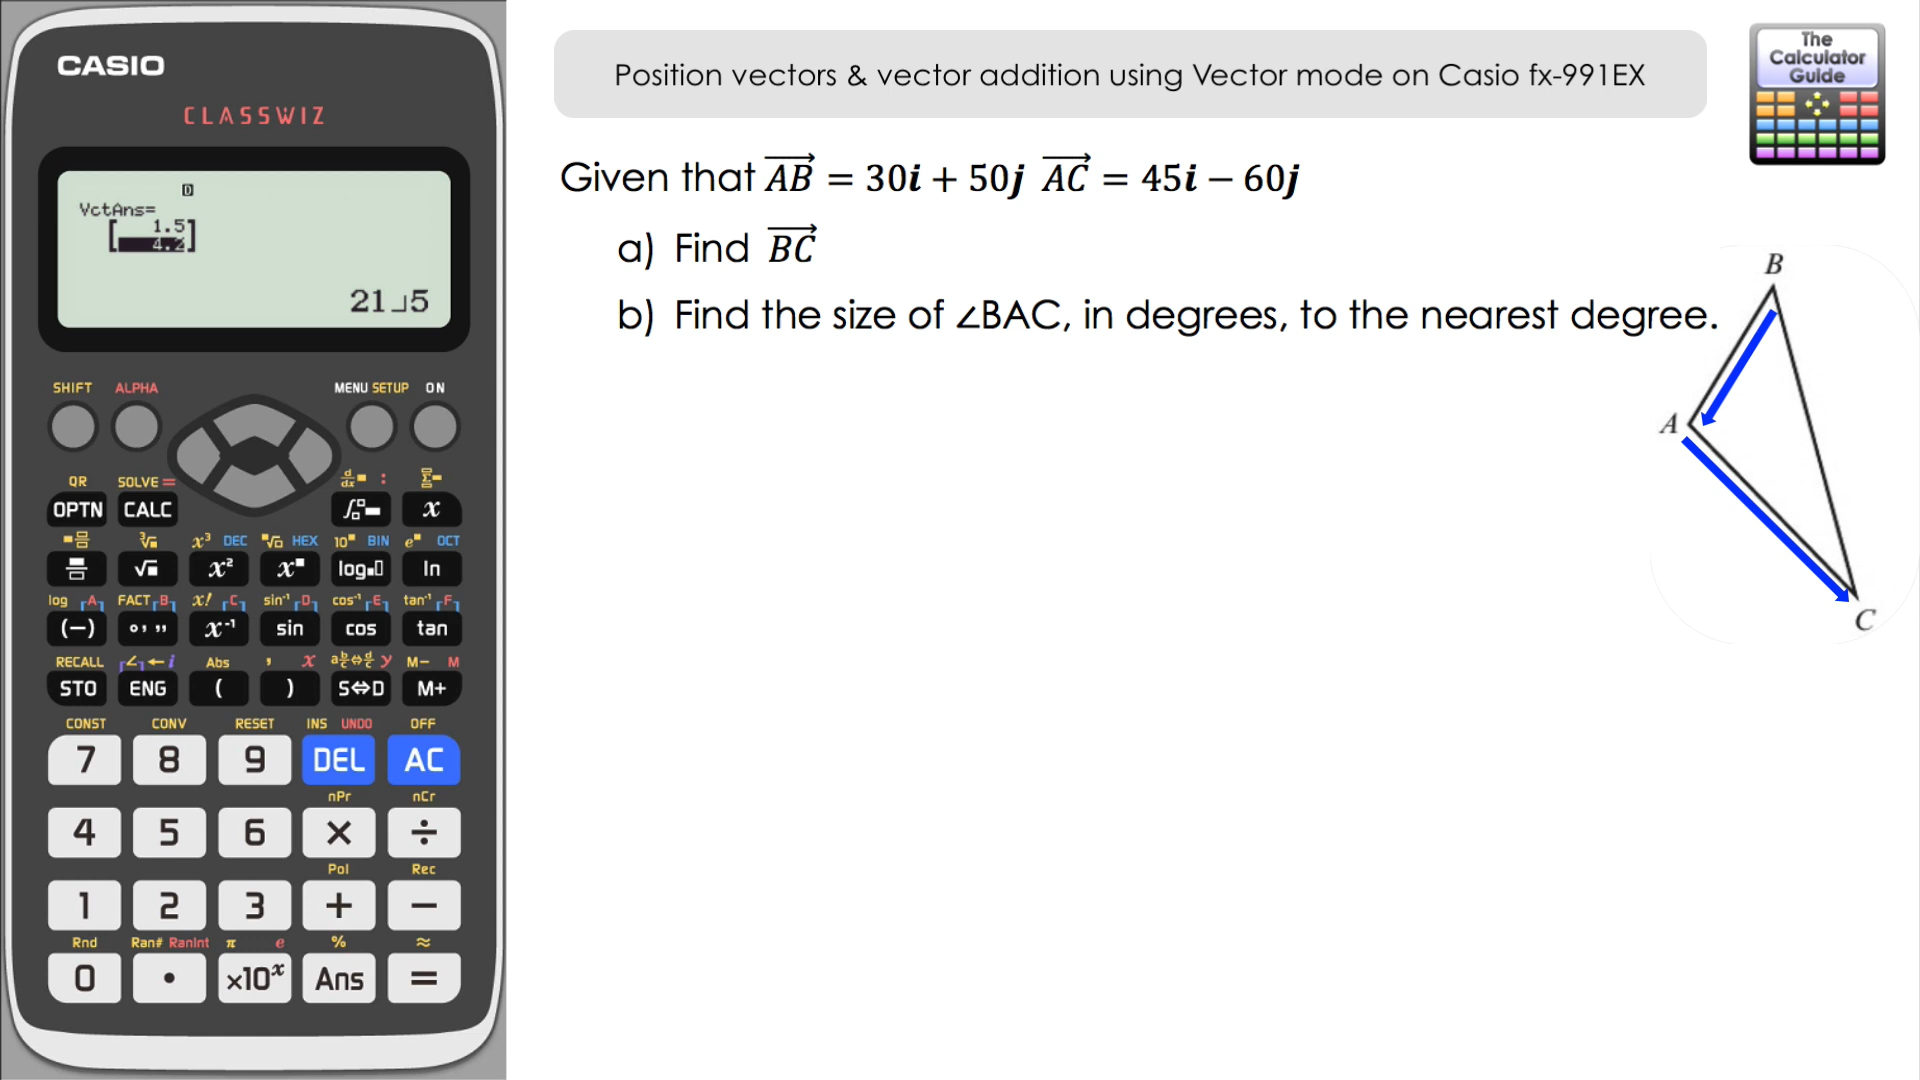 CASIO
CLASSWIZ
D
VctAns=
1.5
4.2
21⌟5
SHIFT ALPHA MENU SETUP ON
QR SOLVE = d/dx■ : Σ
OPTN CALC ∫ x
³√■ x³ DEC ■√□ HEX 10■ BIN e■ OCT
√■ x² x■ log■□ ln
log A FACT B x! C sin⁻¹ D cos⁻¹ E tan⁻¹ F
(−) ° ’ ” x⁻¹ sin cos tan
RECALL ∠ ← i Abs , x a b/c⇔d/c y M− M
STO ENG ( ) S⇔D M+
CONST CONV RESET INS UNDO OFF
7 8 9 DEL AC
nPr nCr
4 5 6 × ÷
Pol Rec
1 2 3 + −
Rnd Ran# RanInt π e % ≈
0 • ×10ˣ Ans =
Position vectors & vector addition using Vector mode on Casio fx-991EX
The
Calculator
Guide
Given that AB = 30i + 50j AC = 45i − 60j
a) Find BC
b) Find the size of ∠BAC, in degrees, to the nearest degree.
B
A
C